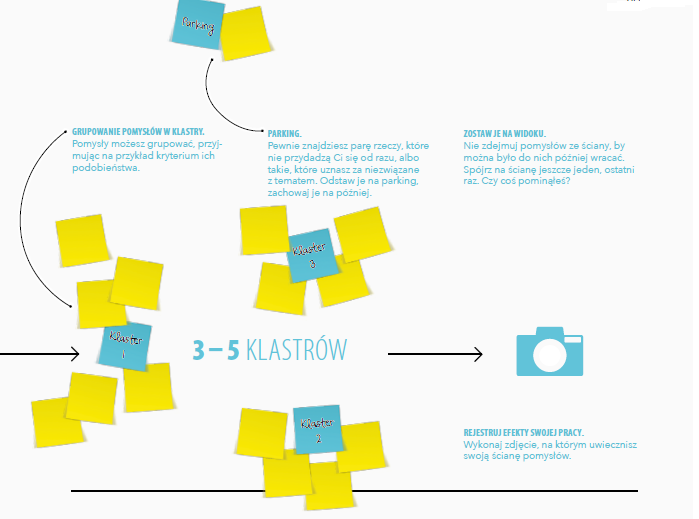 Parking
GRUPOWANIE POMYSŁÓW W KLASTRY.
Pomysły możesz grupować, przyj-
mując na przykład kryterium ich
podobieństwa.
PARKING.
Pewnie znajdziesz parę rzeczy, które
nie przydadzą Ci się od razu, albo
takie, które uznasz za niezwiązane
z tematem. Odstaw je na parking,
zachowaj je na później.
ZOSTAW JE NA WIDOKU.
Nie zdejmuj pomysłów ze ściany, by
można było do nich później wracać.
Spójrz na ścianę jeszcze jeden, ostatni
raz. Czy coś pominąłeś?
Klaster
3
Klaster
1
3 – 5 KLASTRÓW
Klaster
2
REJESTRUJ EFEKTY SWOJEJ PRACY.
Wykonaj zdjęcie, na którym uwiecznisz
swoją ścianę pomysłów.